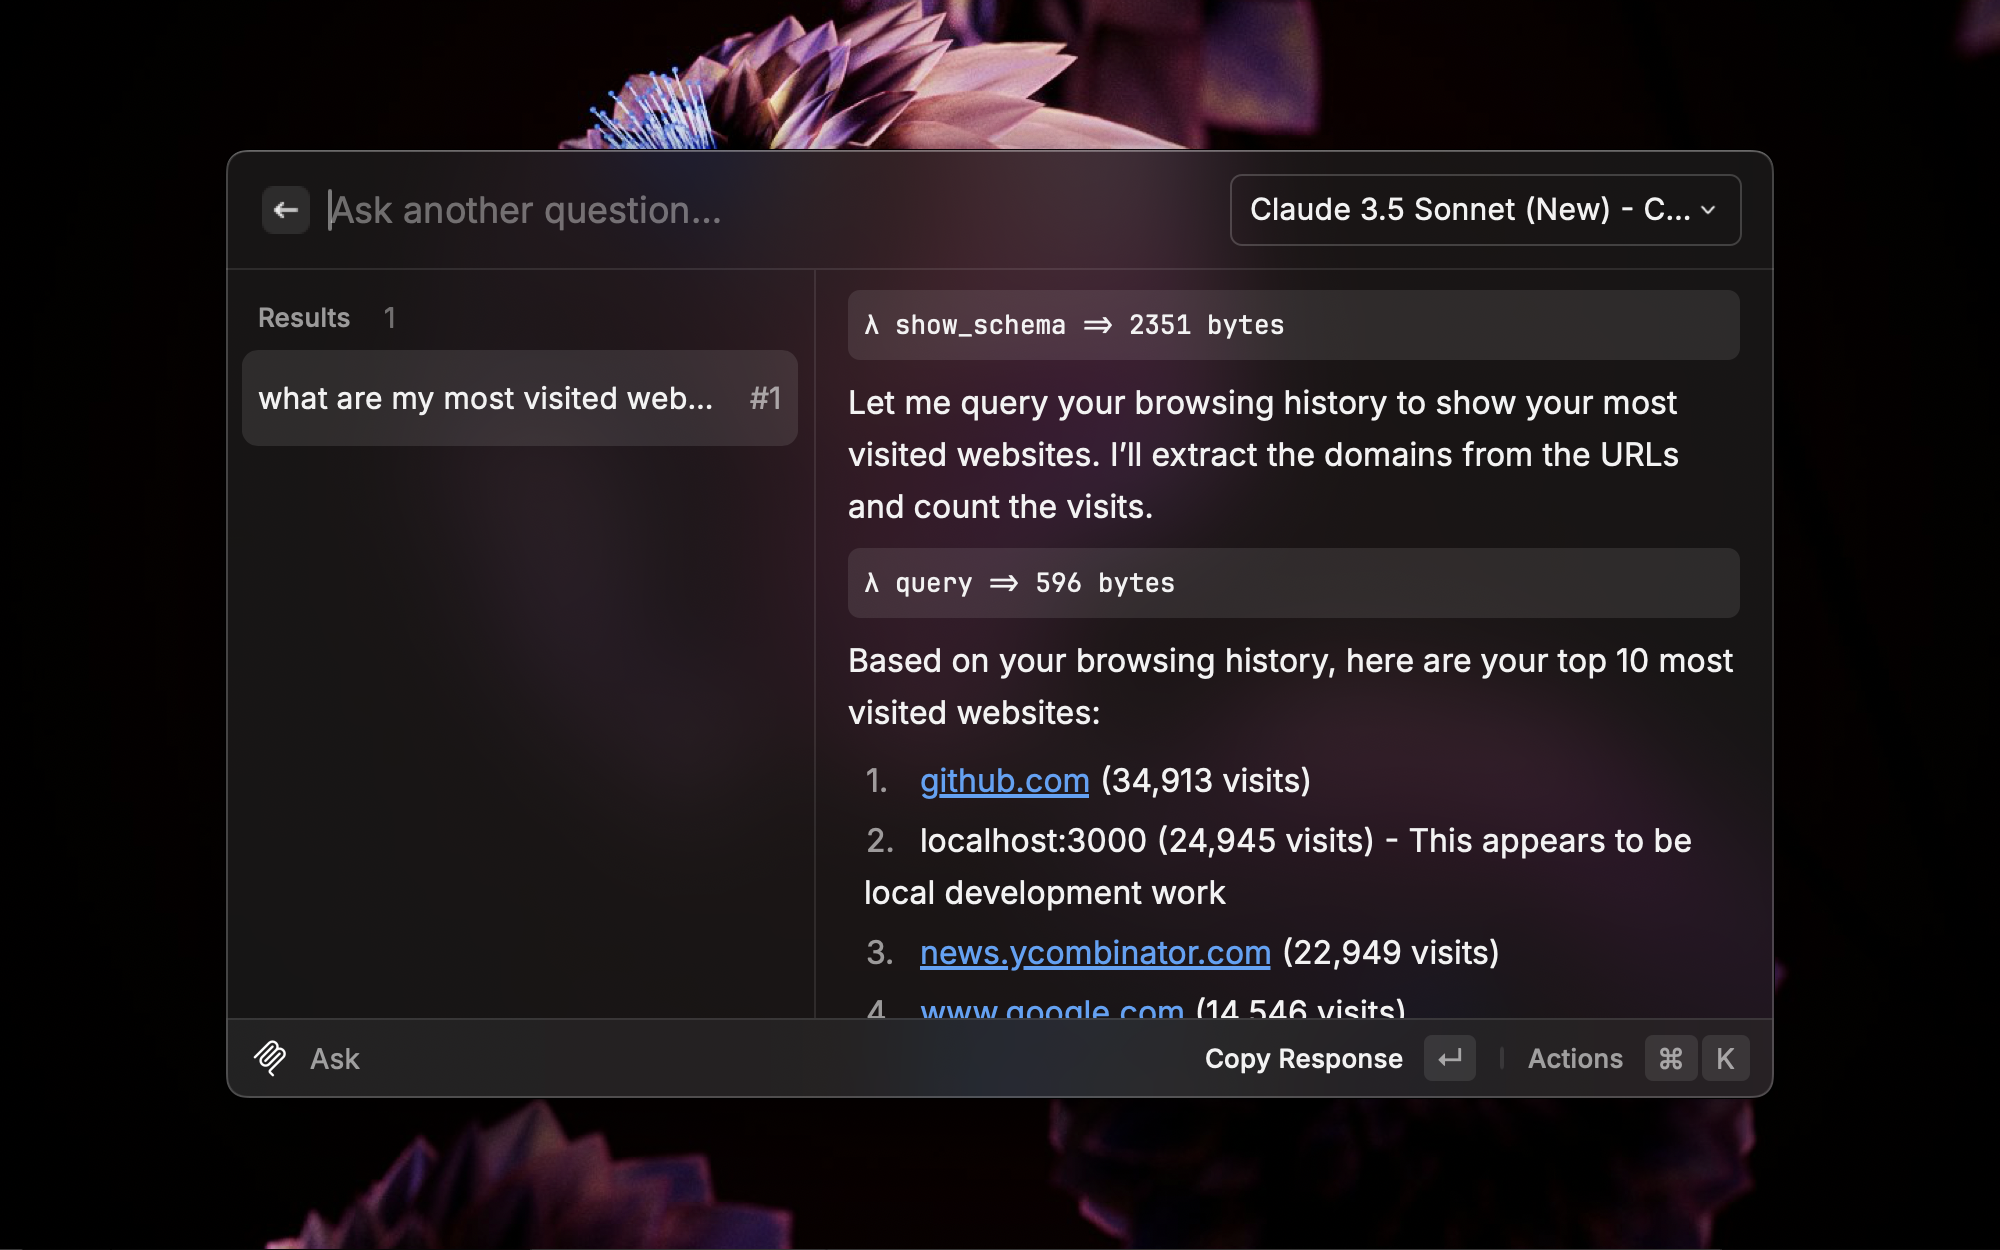 Ask another question...
Claude 3.5 Sonnet (New) - C...
Results 1
what are my most visited web... #1
λ show_schema => 2351 bytes
Let me query your browsing history to show your most
visited websites. I’ll extract the domains from the URLs
and count the visits.
λ query => 596 bytes
Based on your browsing history, here are your top 10 most
visited websites:
1. github.com (34,913 visits)
2. localhost:3000 (24,945 visits) - This appears to be
local development work
3. news.ycombinator.com (22,949 visits)
4. www.google.com (14,546 visits)
Ask
Copy Response ↵ Actions ⌘ K